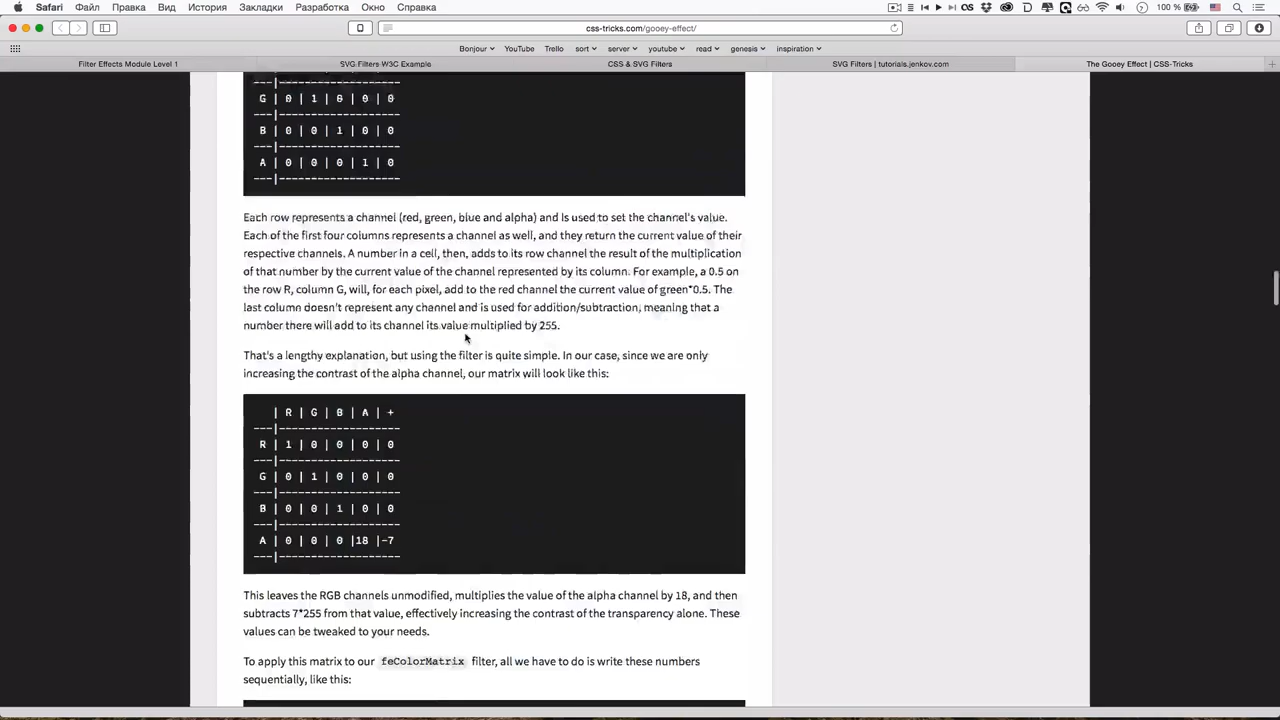 Safari Файл Правка Вид История Закладки Разработка Окно Справка 100 %
css-tricks.com/gooey-effect/
Bonjour YouTube Trello sort server youtube read genesis inspiration
Filter Effects Module Level 1 SVG Filters W3C Example CSS & SVG Filters SVG Filters | tutorials.jenkov.com The Gooey Effect | CSS-Tricks
---|-------------------
G | 0 | 1 | 0 | 0 | 0
---|-------------------
B | 0 | 0 | 1 | 0 | 0
---|-------------------
A | 0 | 0 | 0 | 1 | 0
---|-------------------
Each row represents a channel (red, green, blue and alpha) and is used to set the channel's value.
Each of the first four columns represents a channel as well, and they return the current value of their
respective channels. A number in a cell, then, adds to its row channel the result of the multiplication
of that number by the current value of the channel represented by its column. For example, a 0.5 on
the row R, column G, will, for each pixel, add to the red channel the current value of green*0.5. The
last column doesn't represent any channel and is used for addition/subtraction, meaning that a
number there will add to its channel its value multiplied by 255.
That's a lengthy explanation, but using the filter is quite simple. In our case, since we are only
increasing the contrast of the alpha channel, our matrix will look like this:
| R | G | B | A | +
---|-------------------
R | 1 | 0 | 0 | 0 | 0
---|-------------------
G | 0 | 1 | 0 | 0 | 0
---|-------------------
B | 0 | 0 | 1 | 0 | 0
---|-------------------
A | 0 | 0 | 0 |18 |-7
---|-------------------
This leaves the RGB channels unmodified, multiplies the value of the alpha channel by 18, and then
subtracts 7*255 from that value, effectively increasing the contrast of the transparency alone. These
values can be tweaked to your needs.
To apply this matrix to our feColorMatrix filter, all we have to do is write these numbers
sequentially, like this: